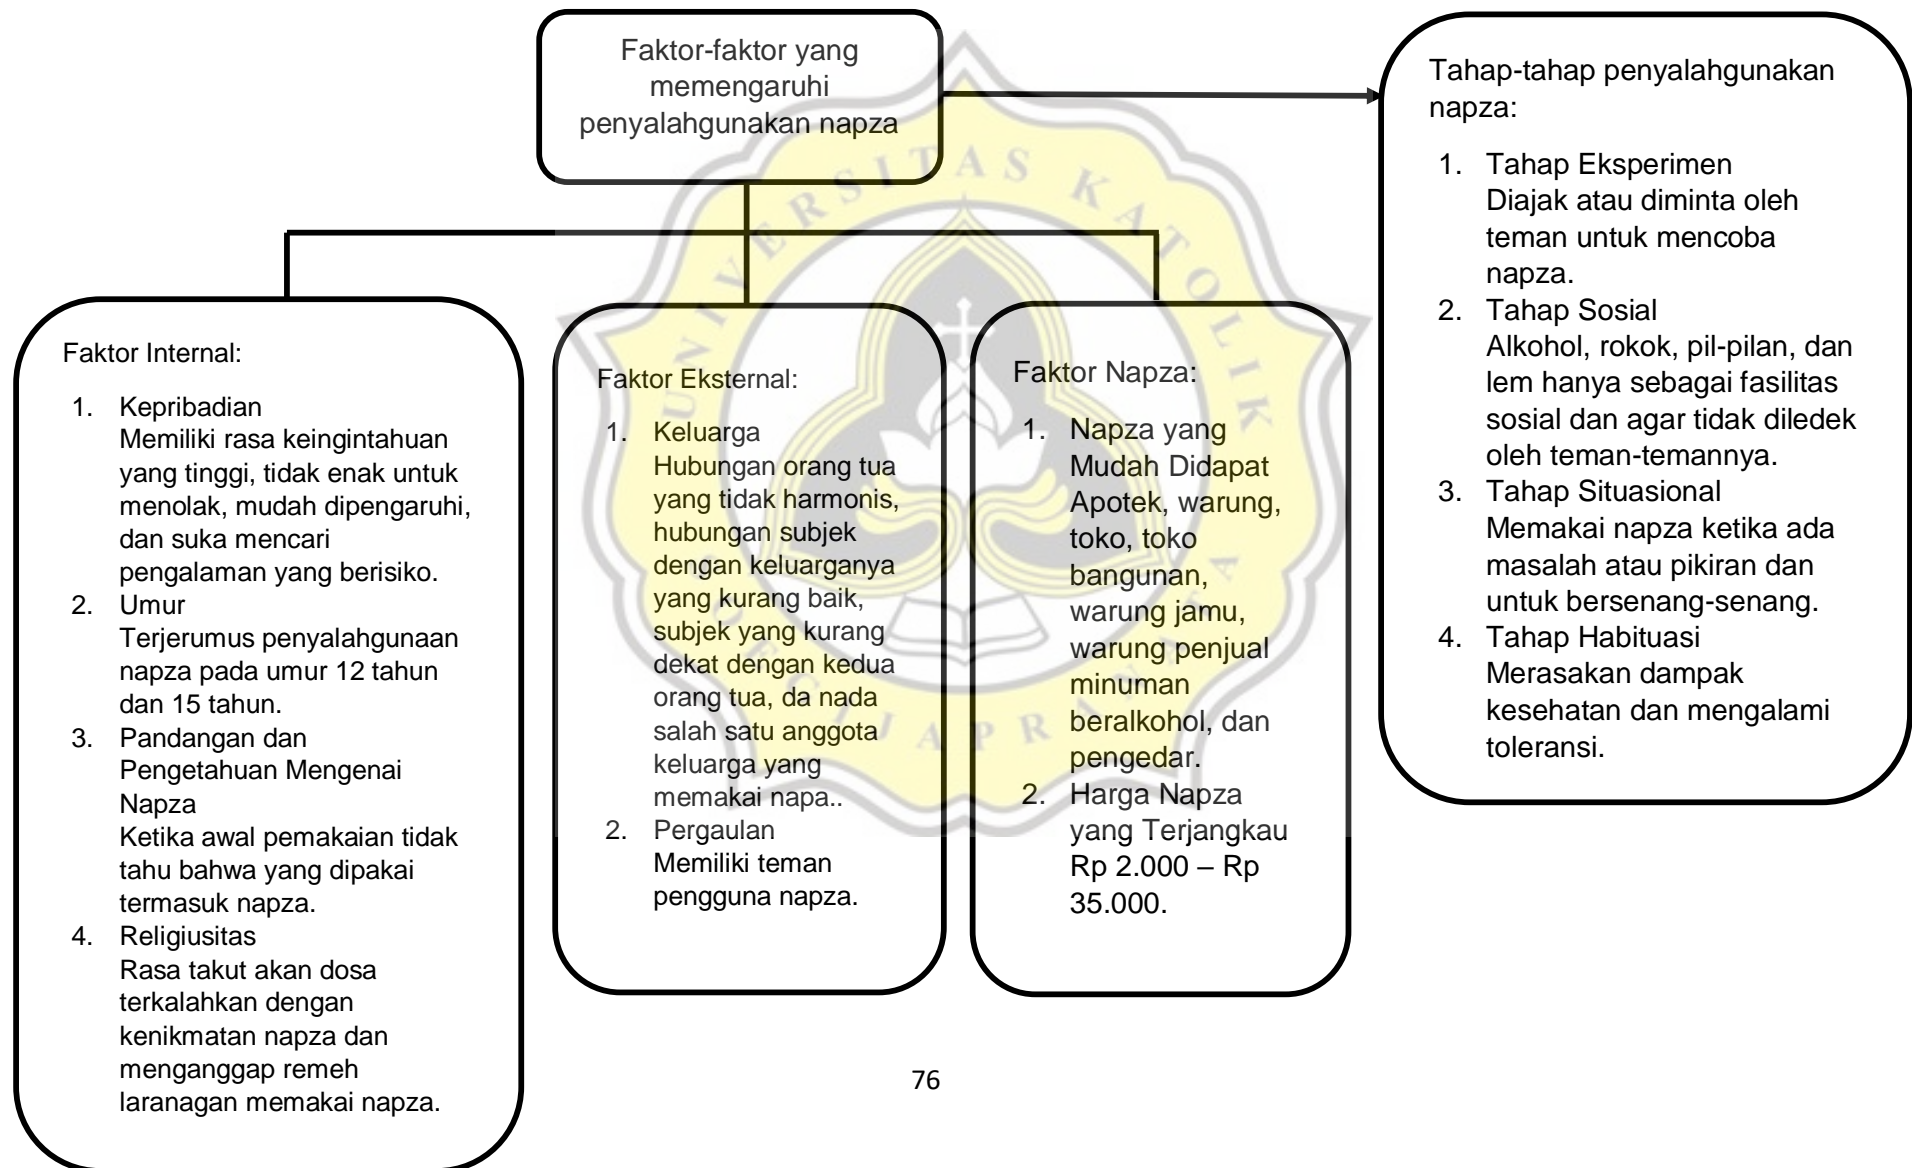 Faktor-faktor yang
memengaruhi
penyalahgunakan napza
Tahap-tahap penyalahgunakan
napza:
1. Tahap Eksperimen
Diajak atau diminta oleh
teman untuk mencoba
napza.
2. Tahap Sosial
Alkohol, rokok, pil-pilan, dan
lem hanya sebagai fasilitas
sosial dan agar tidak diledek
oleh teman-temannya.
3. Tahap Situasional
Memakai napza ketika ada
masalah atau pikiran dan
untuk bersenang-senang.
4. Tahap Habituasi
Merasakan dampak
kesehatan dan mengalami
toleransi.
Faktor Internal:
1. Kepribadian
Memiliki rasa keingintahuan
yang tinggi, tidak enak untuk
menolak, mudah dipengaruhi,
dan suka mencari
pengalaman yang berisiko.
2. Umur
Terjerumus penyalahgunaan
napza pada umur 12 tahun
dan 15 tahun.
3. Pandangan dan
Pengetahuan Mengenai
Napza
Ketika awal pemakaian tidak
tahu bahwa yang dipakai
termasuk napza.
4. Religiusitas
Rasa takut akan dosa
terkalahkan dengan
kenikmatan napza dan
menganggap remeh
laranagan memakai napza.
Faktor Eksternal:
1. Keluarga
Hubungan orang tua
yang tidak harmonis,
hubungan subjek
dengan keluarganya
yang kurang baik,
subjek yang kurang
dekat dengan kedua
orang tua, da nada
salah satu anggota
keluarga yang
memakai napa..
2. Pergaulan
Memiliki teman
pengguna napza.
Faktor Napza:
1. Napza yang
Mudah Didapat
Apotek, warung,
toko, toko
bangunan,
warung jamu,
warung penjual
minuman
beralkohol, dan
pengedar.
2. Harga Napza
yang Terjangkau
Rp 2.000 – Rp
35.000.
UNIVERSITAS KATOLIK
SOEGIJAPRANATA
76